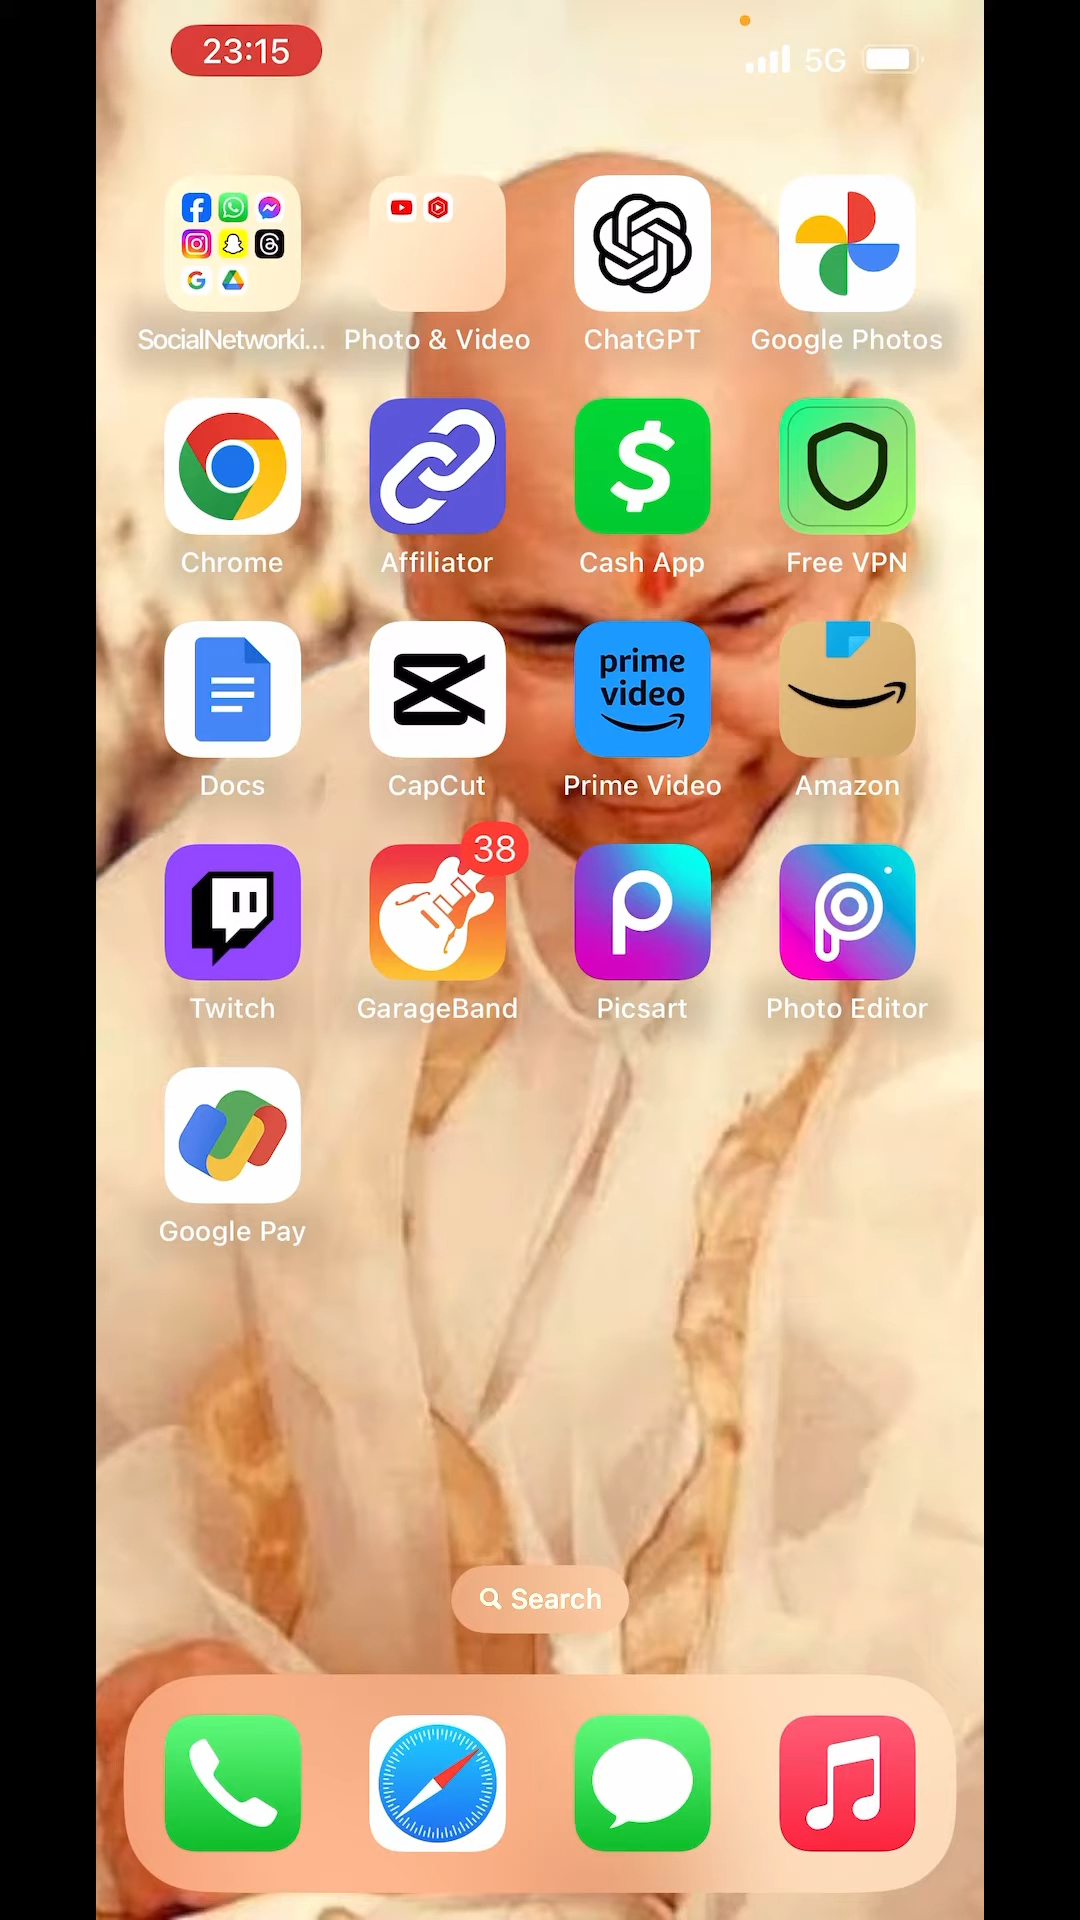 23:15
5G
SocialNetworki...
Photo & Video
ChatGPT
Google Photos
Chrome
Affiliator
$
Cash App
Free VPN
Docs
CapCut
prime
video
Prime Video
Amazon
38
Twitch
GarageBand
Picsart
Photo Editor
Google Pay
Search